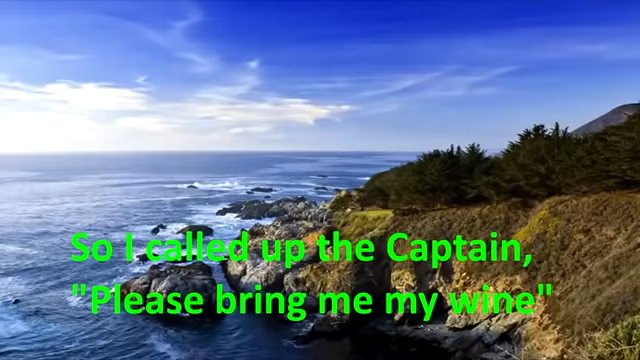 So I called up the Captain,
"Please bring me my wine"